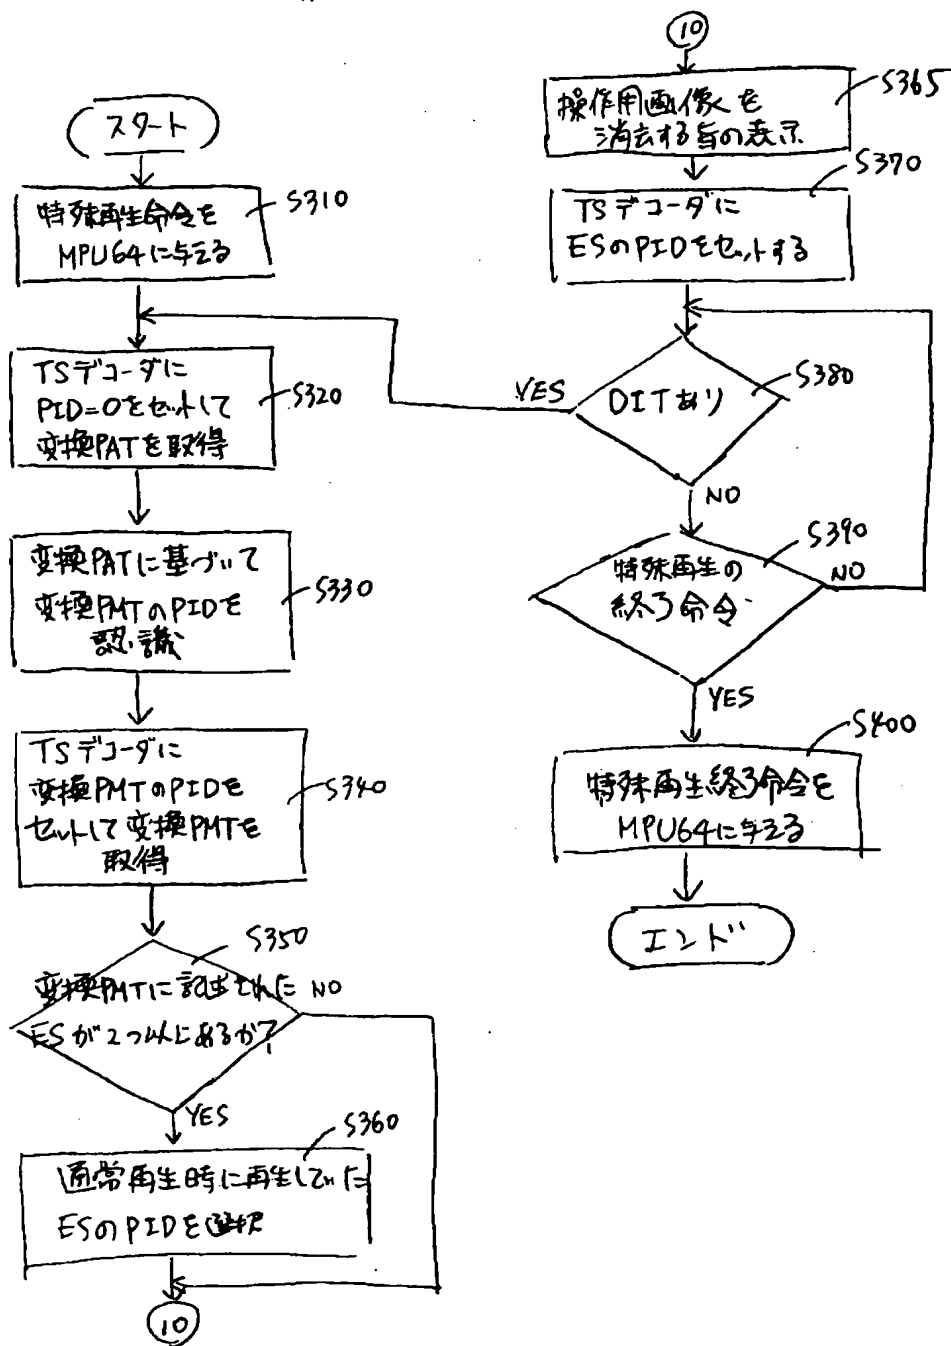 スタート
S310
特殊再生命令を
MPU64に与える
TSデコーダに
PID=0をセットして
変換PATを取得
S320
変換PATに基づいて
変換PMTのPIDを
認識
S330
TSデコーダに
変換PMTのPIDを
セットして変換PMTを
取得
S340
S350
変換PMTに記述された
ESが2つ以上あるか?
NO
YES
S360
通常再生時に再生していた
ESのPIDを選択
10
10
S365
操作用画像を
消去する旨の表示
S370
TSデコーダに
ESのPIDをセットする
S380
DITあり
YES
NO
S390
特殊再生の
終了命令
NO
YES
S400
特殊再生終了命令を
MPU64に与える
エンド